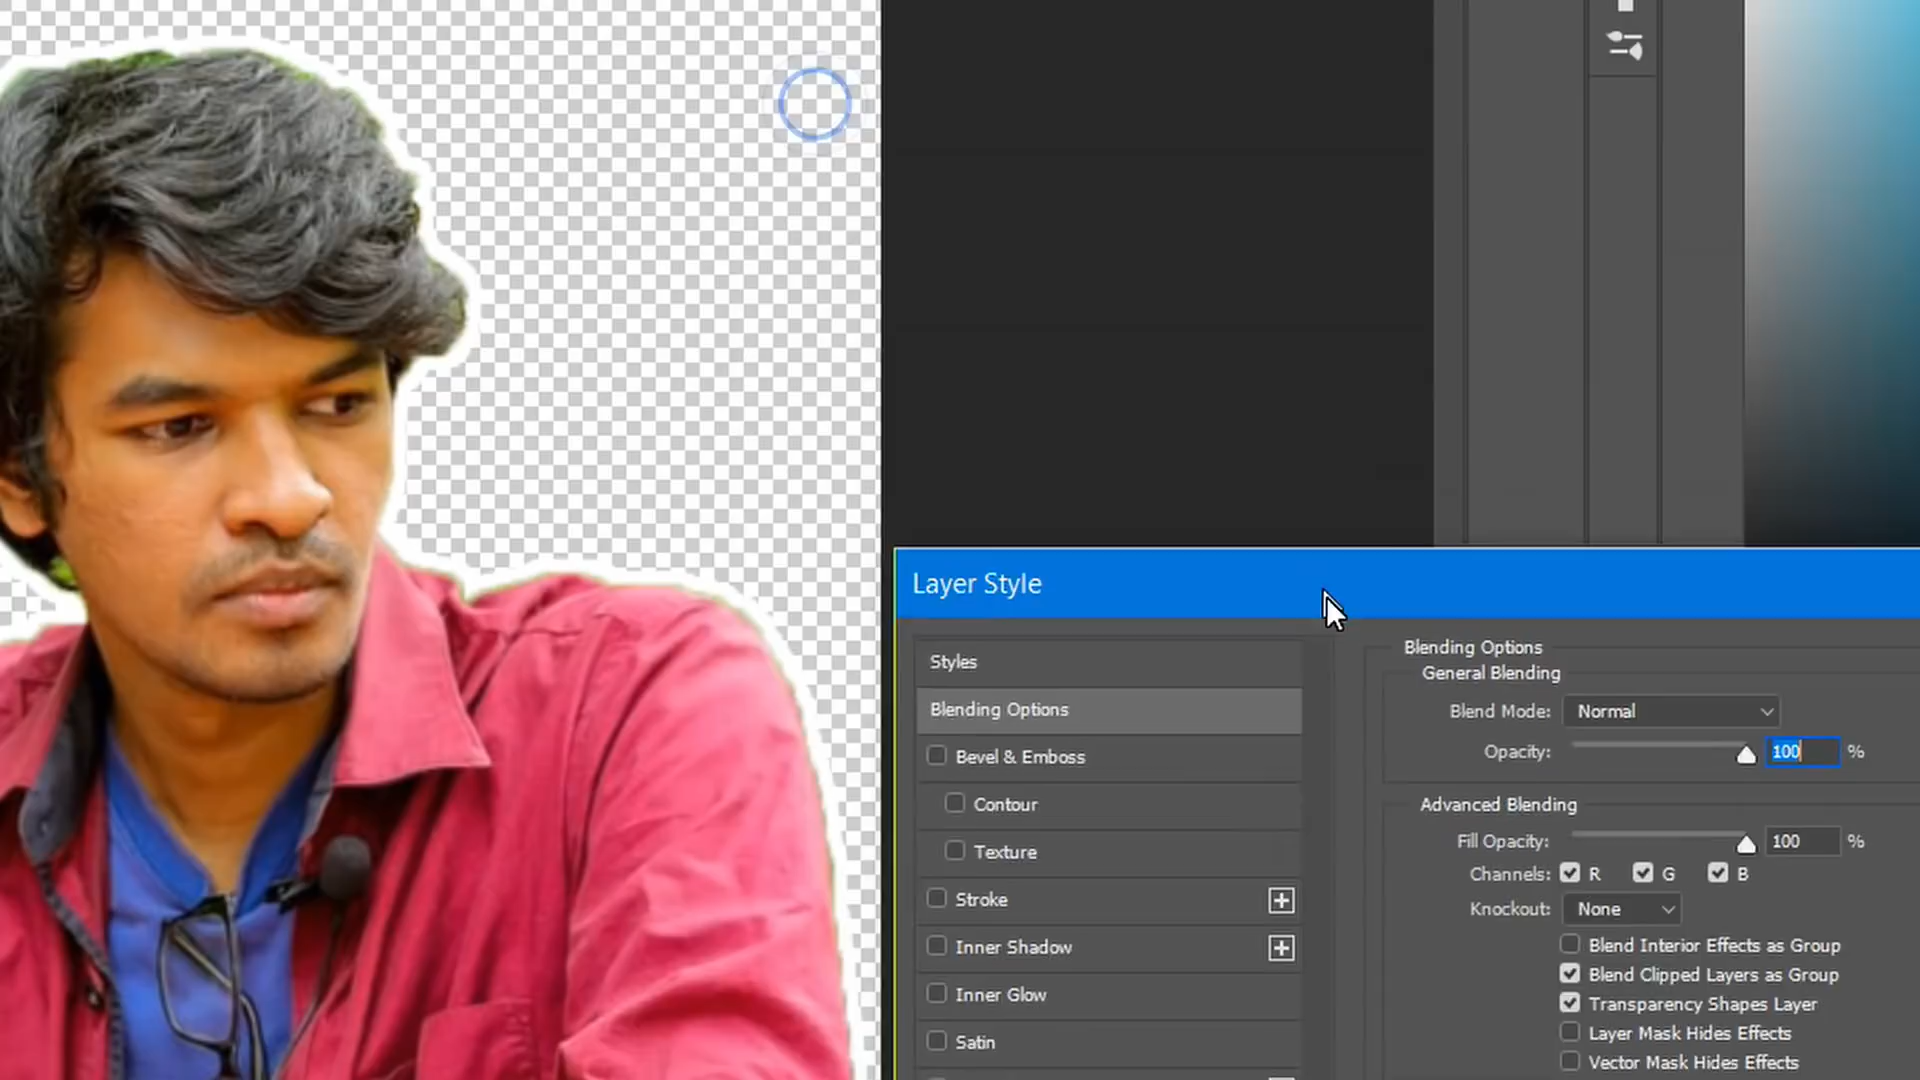 Layer Style
Styles
Blending Options
Bevel & Emboss
Contour
Texture
Stroke
Inner Shadow
Inner Glow
Satin
Blending Options
General Blending
Blend Mode: Normal
Opacity: 100 %
Advanced Blending
Fill Opacity: 100 %
Channels: R G B
Knockout: None
Blend Interior Effects as Group
Blend Clipped Layers as Group
Transparency Shapes Layer
Layer Mask Hides Effects
Vector Mask Hides Effects